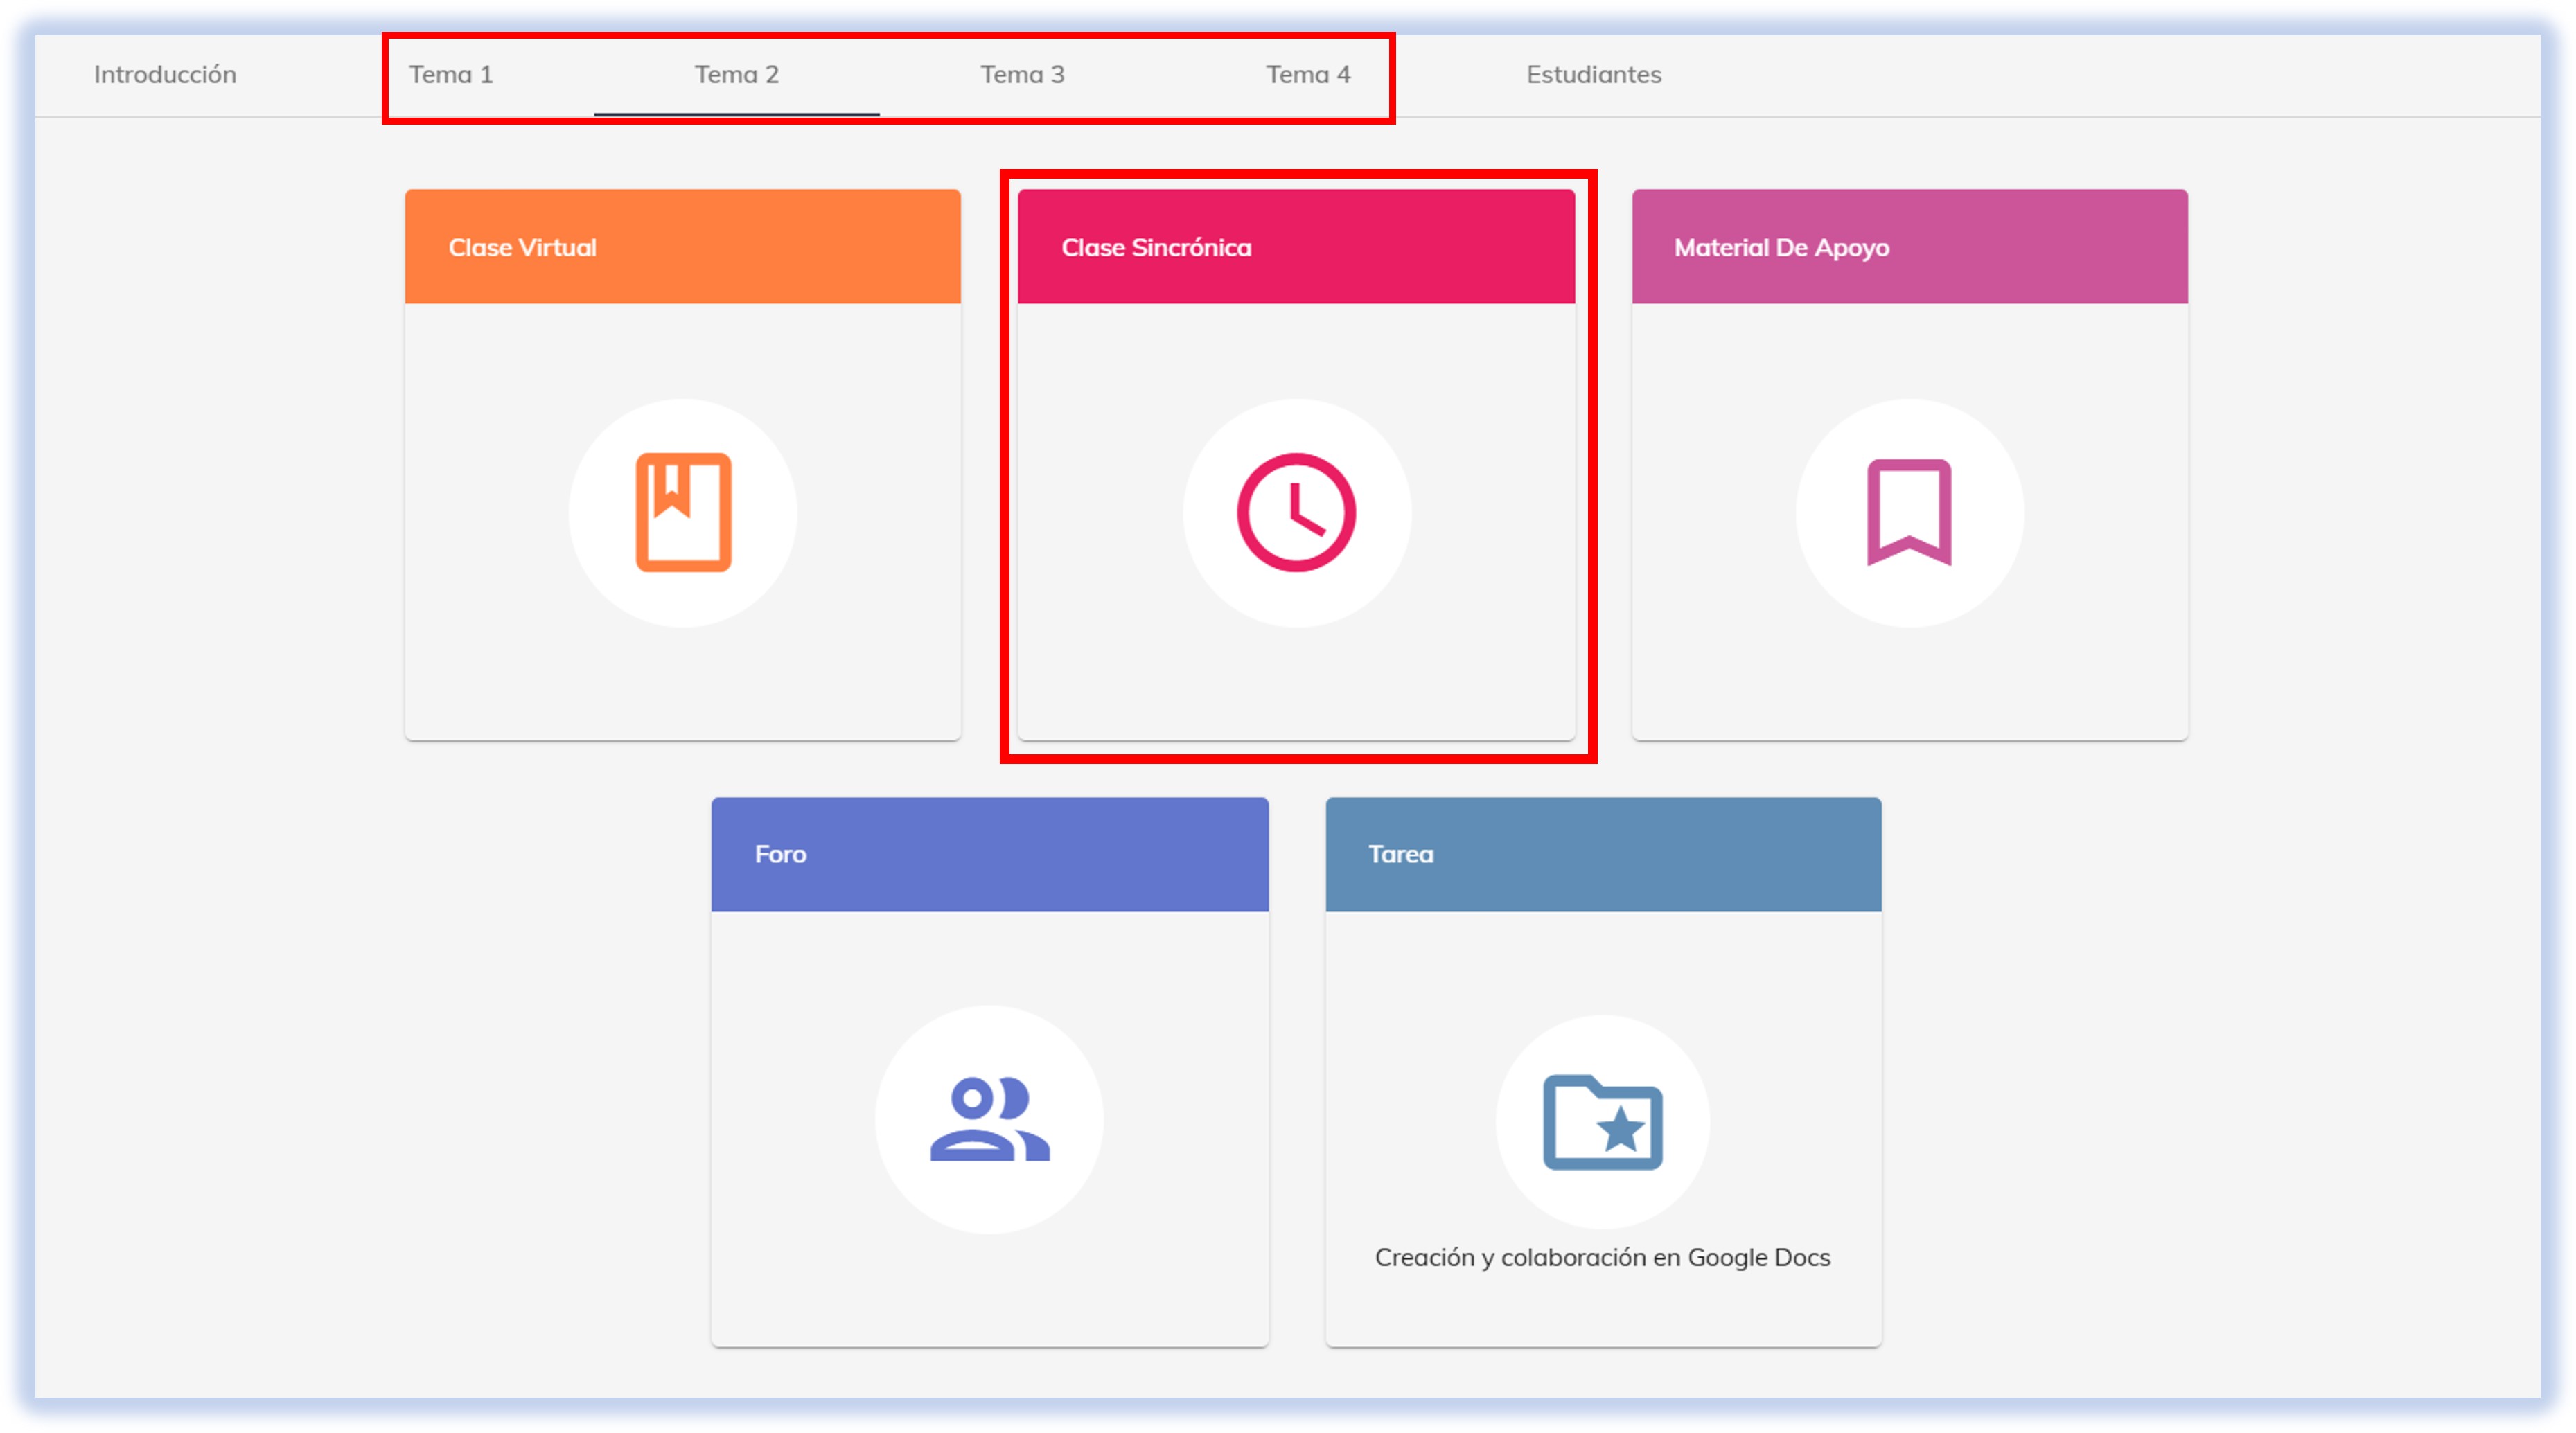 Introducción
Tema 1
Tema 2
Tema 3
Tema 4
Estudiantes
Clase Virtual
Clase Sincrónica
Material De Apoyo
Foro
Tarea
Creación y colaboración en Google Docs